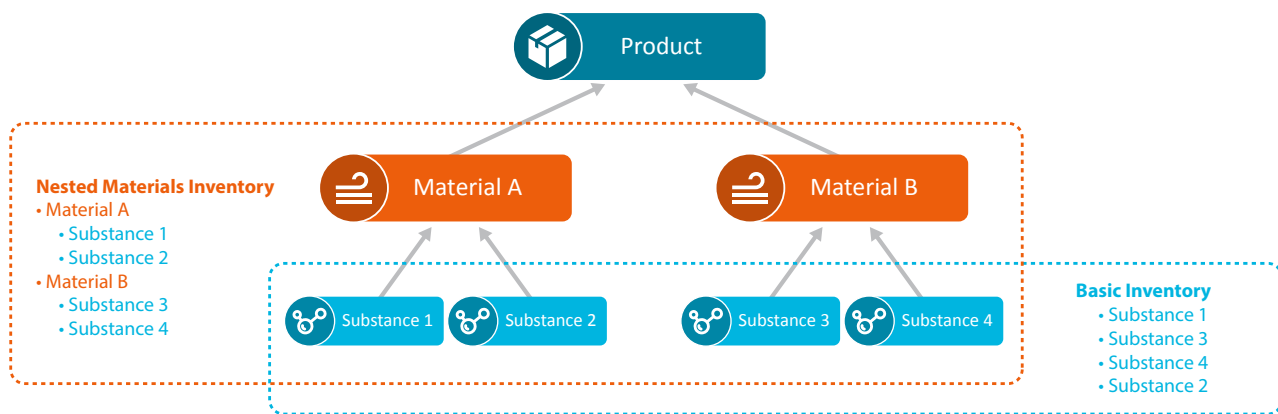 Product
Material A
Material B
Nested Materials Inventory
• Material A
• Substance 1
• Substance 2
• Material B
• Substance 3
• Substance 4
Substance 1
Substance 2
Substance 3
Substance 4
Basic Inventory
• Substance 1
• Substance 3
• Substance 4
• Substance 2